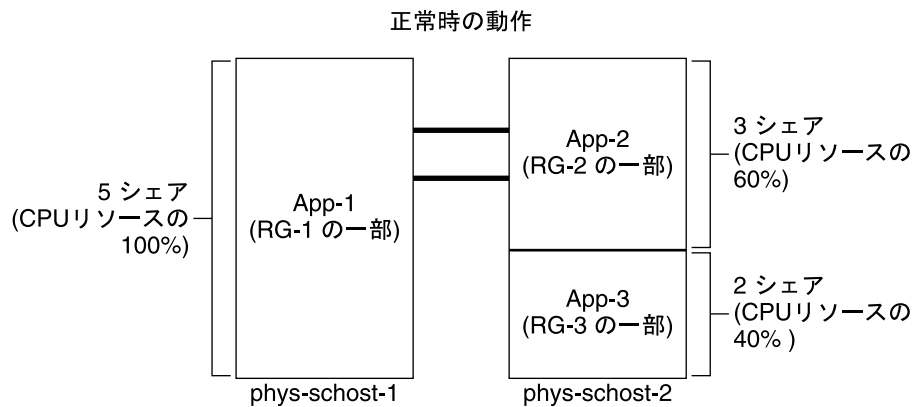 正常時の動作
5 シェア
(CPUリソースの
100%)
App-1
(RG-1 の一部)
phys-schost-1
App-2
(RG-2 の一部)
App-3
(RG-3 の一部)
phys-schost-2
3 シェア
(CPUリソースの
60%)
2 シェア
(CPUリソースの
40% )